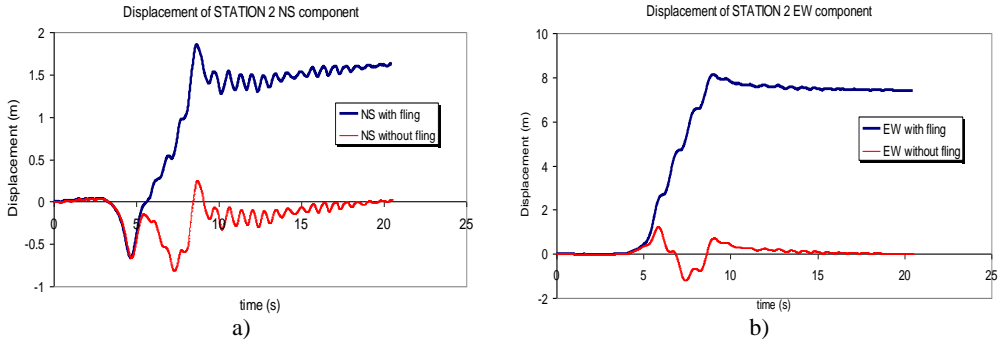 Displacement of STATION 2 NS component
2
1.5
1
0.5
0
-0.5
-1
0
5
10
15
20
25
Displacement (m)
time (s)
NS with fling
NS without fling
a)
Displacement of STATION 2 EW component
10
8
6
4
2
0
-2
0
5
10
15
20
25
Displacement (m)
time (s)
EW with fling
EW without fling
b)